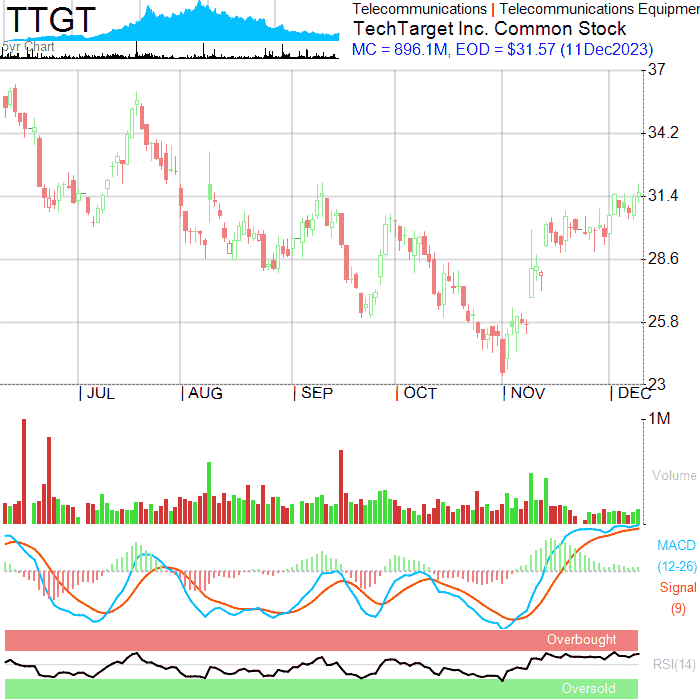 TTGT
5yr Chart
Telecommunications | Telecommunications Equipmen
TechTarget Inc. Common Stock
MC = 896.1M, EOD = $31.57 (11Dec2023)
37
34.2
31.4
28.6
25.8
23
| JUL | AUG | SEP | OCT | NOV | DEC
1M
Volume
MACD
(12-26)
Signal
(9)
Overbought
RSI(14)
Oversold